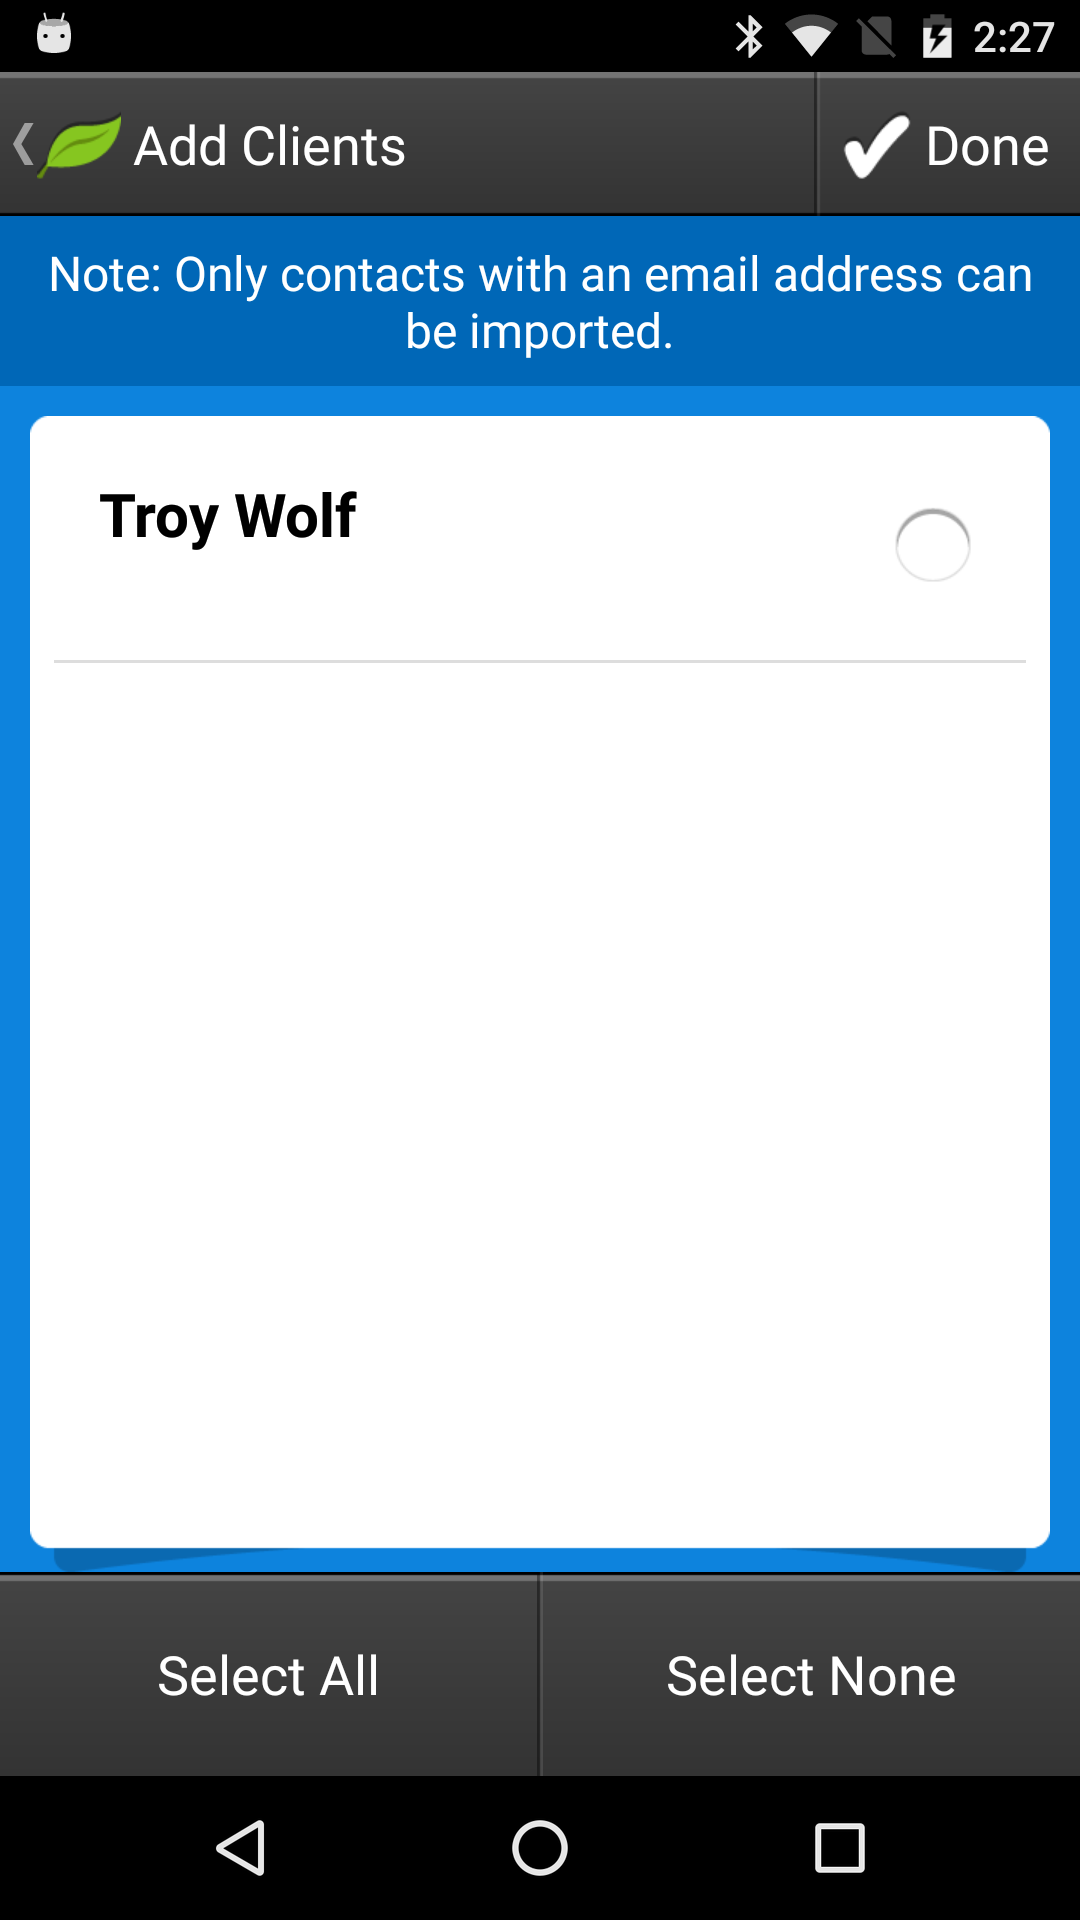 2:27
Add Clients
Done
Note: Only contacts with an email address can
be imported.
Troy Wolf
Select All
Select None